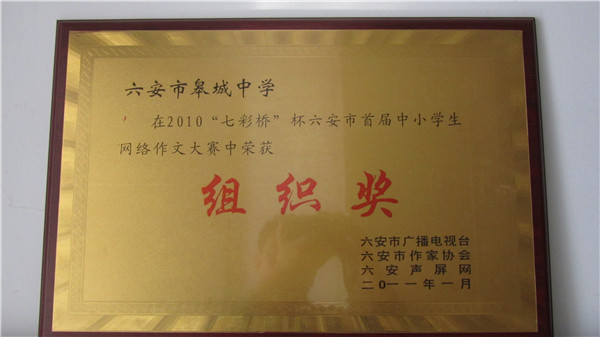 六安市皋城中学
在2010“七彩桥”杯六安市首届中小学生
网络作文大赛中荣获
组织奖
六安市广播电视台
六安市作家协会
六安声屏网
二0一一年一月